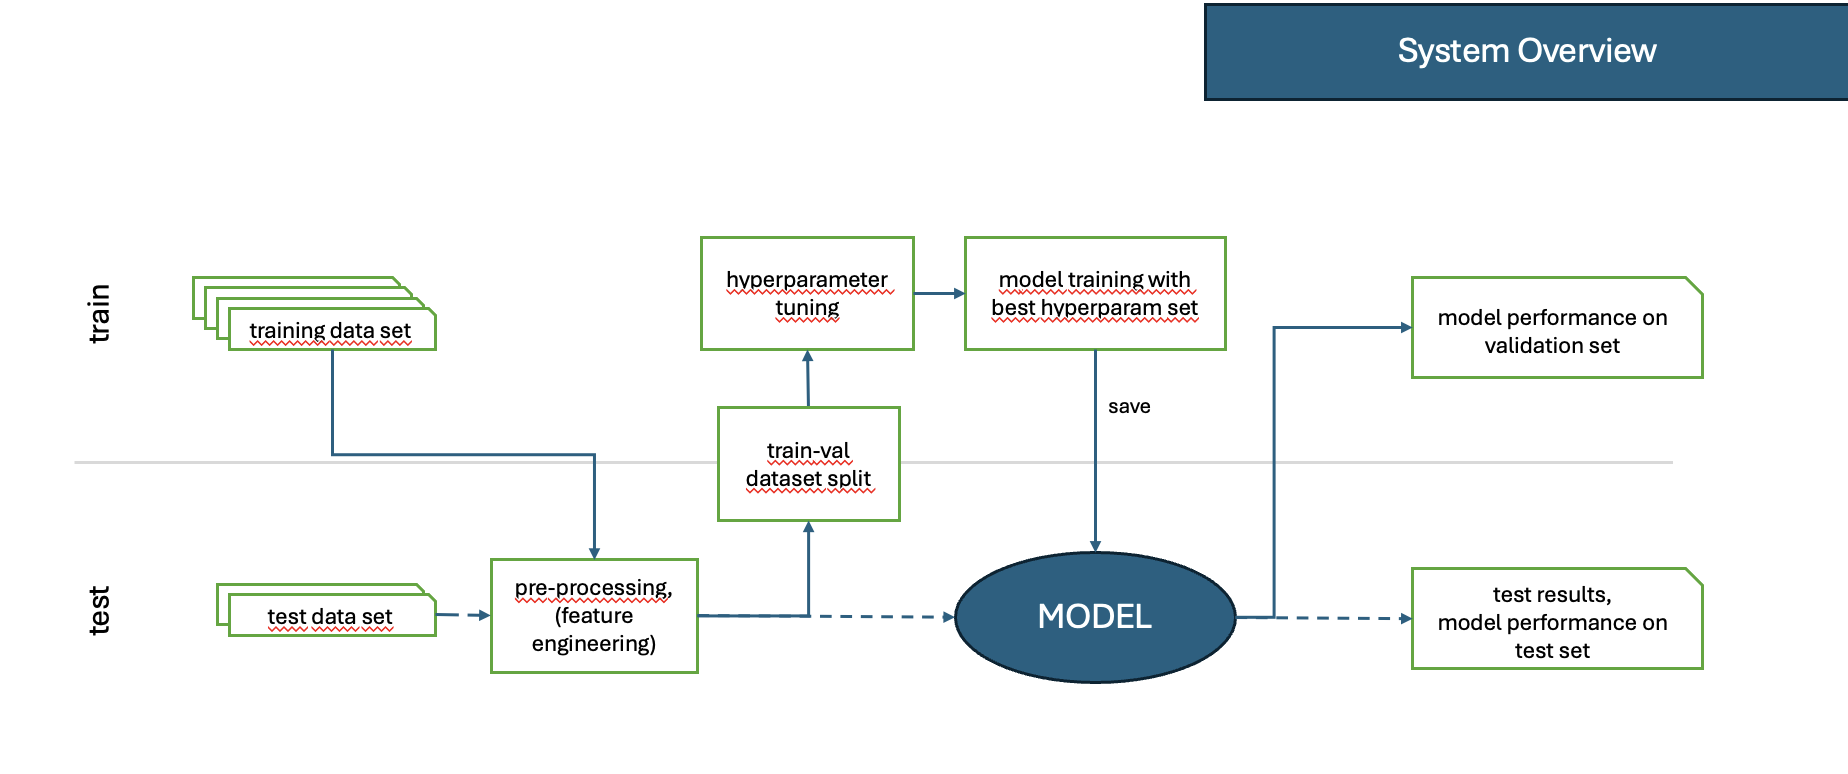 System Overview
train
training data set
hyperparameter
tuning
model training with
best hyperparam set
model performance on
validation set
save
train-val
dataset split
test
test data set
pre-processing,
(feature
engineering)
MODEL
test results,
model performance on
test set